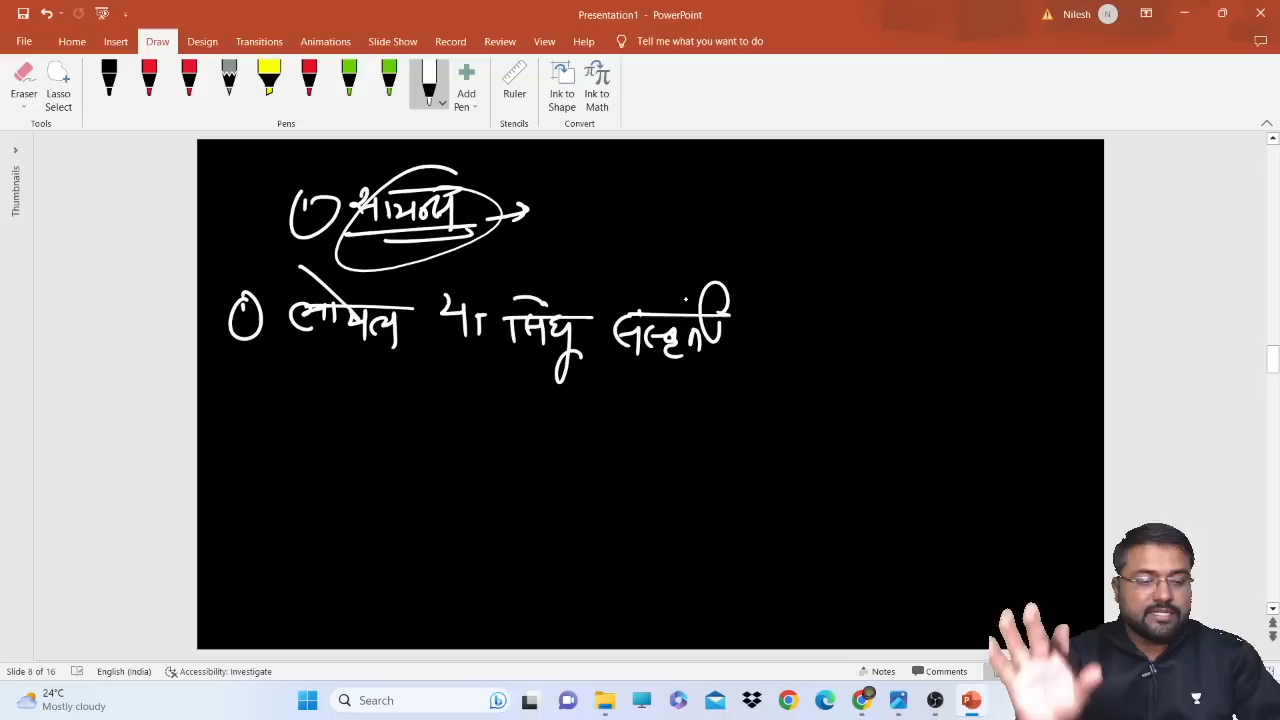 Presentation1 - PowerPoint
Nilesh N
File Home Insert Draw Design Transitions Animations Slide Show Record Review View Help Tell me what you want to do
Eraser Lasso Select Add Pen Ruler Ink to Shape Ink to Math
Tools Pens Stencils Convert
Thumbnails
① सामान्य →
① या सिंधु संस्कृती
Slide 8 of 16 English (India) Accessibility: Investigate Notes Comments
24°C
Mostly cloudy
Search